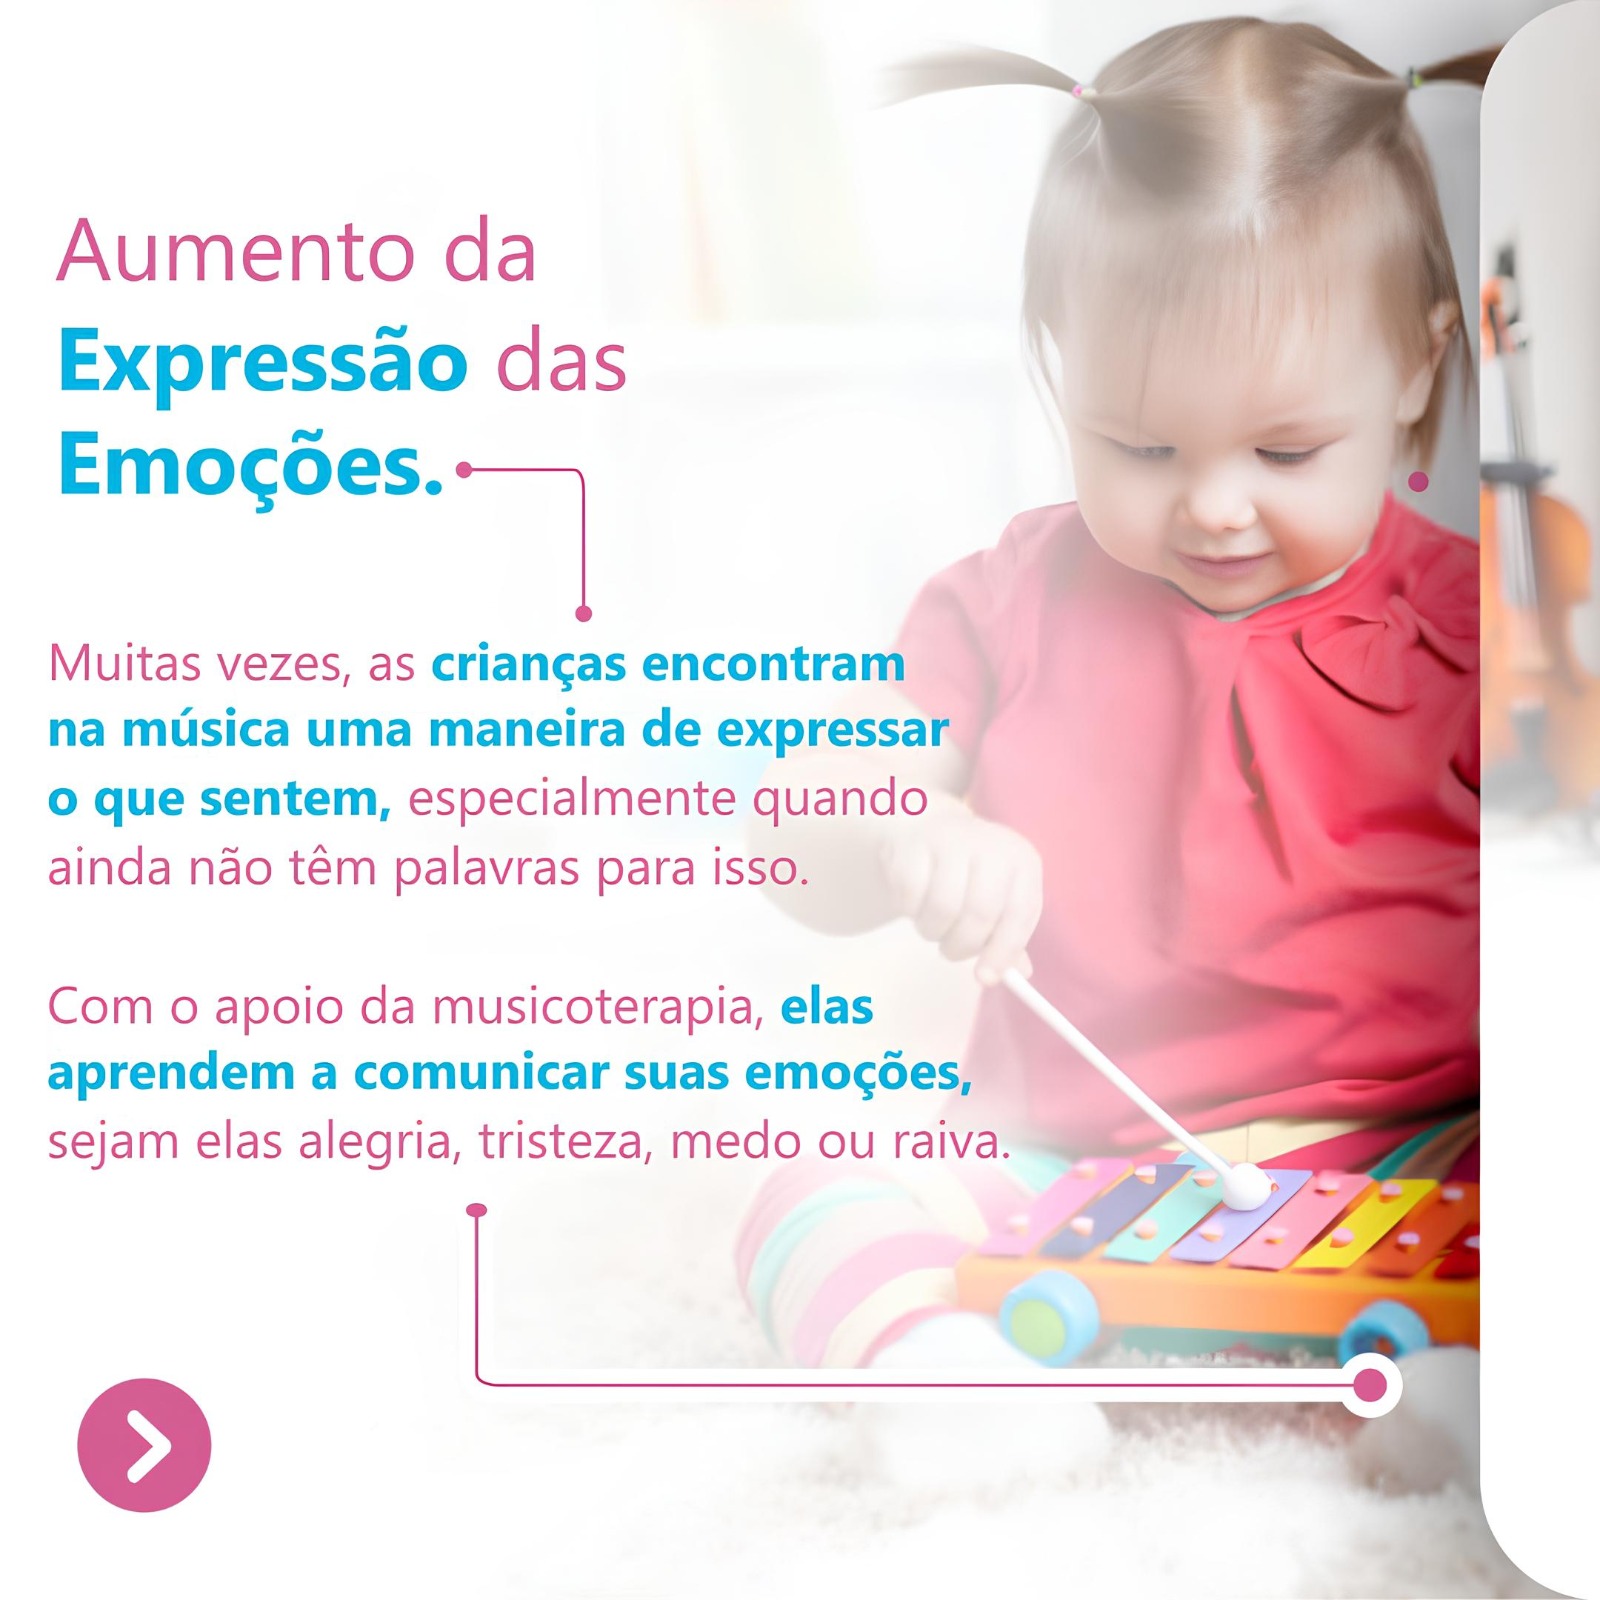 Aumento da
Expressão das
Emoções.
Muitas vezes, as crianças encontram
na música uma maneira de expressar
o que sentem, especialmente quando
ainda não têm palavras para isso.
Com o apoio da musicoterapia, elas
aprendem a comunicar suas emoções,
sejam elas alegria, tristeza, medo ou raiva.